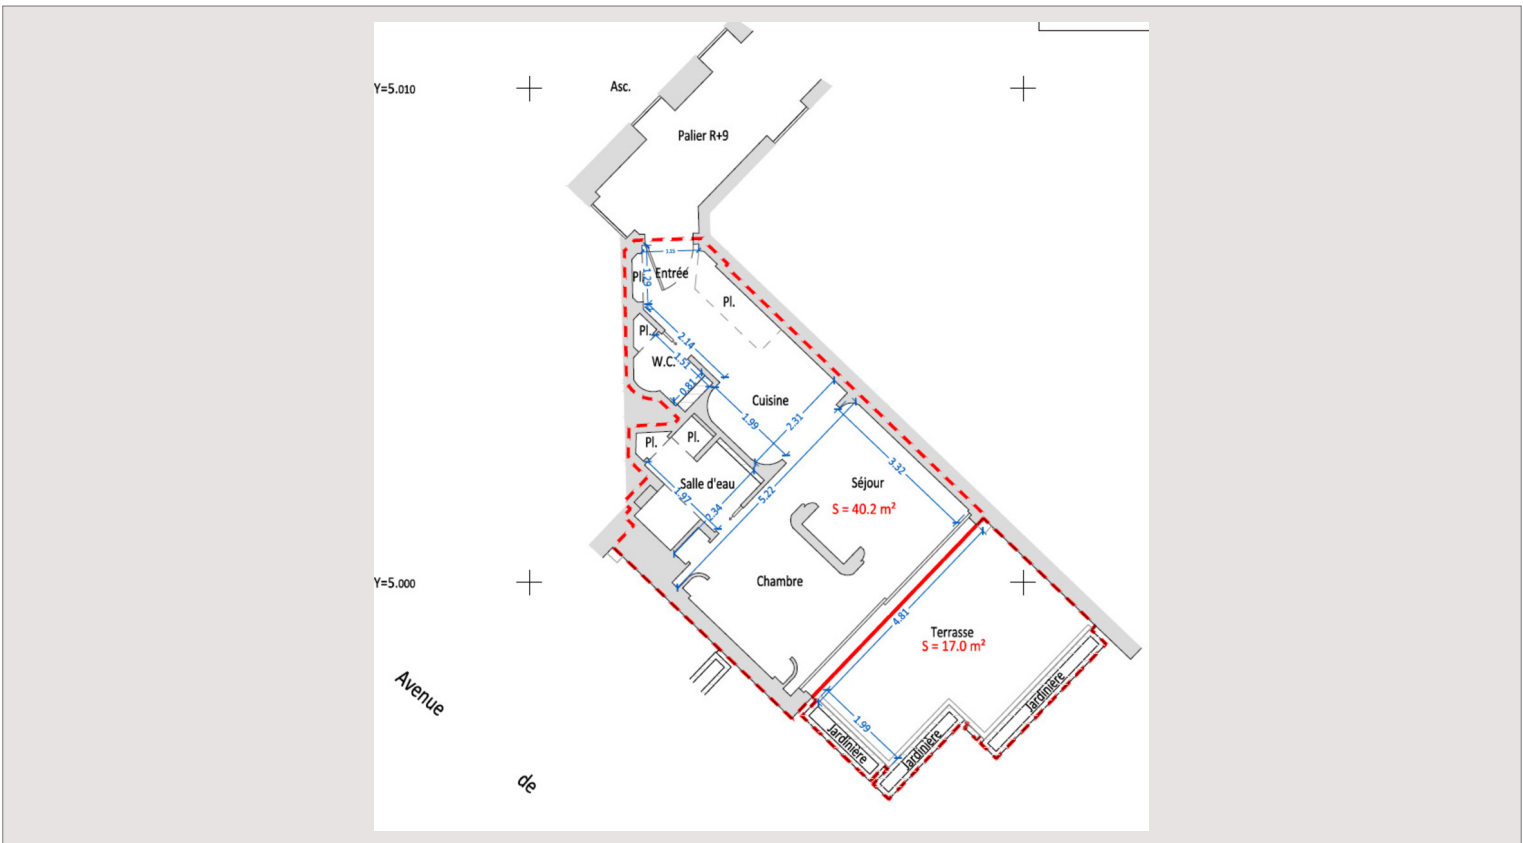 Y=5.010
Asc.
Palier R+9
1.25
Pl.
1.29
Entrée
Pl.
Pl.
2.14
W.C.
1.51
0.81
Cuisine
1.99
2.31
Pl.
Pl.
3.32
Salle d'eau
Séjour
1.97
5.22
S = 40.2 m²
2.34
Y=5.000
Chambre
4.81
Terrasse
S = 17.0 m²
Avenue
Jardinière
1.99
Jardinière
Jardinière
de